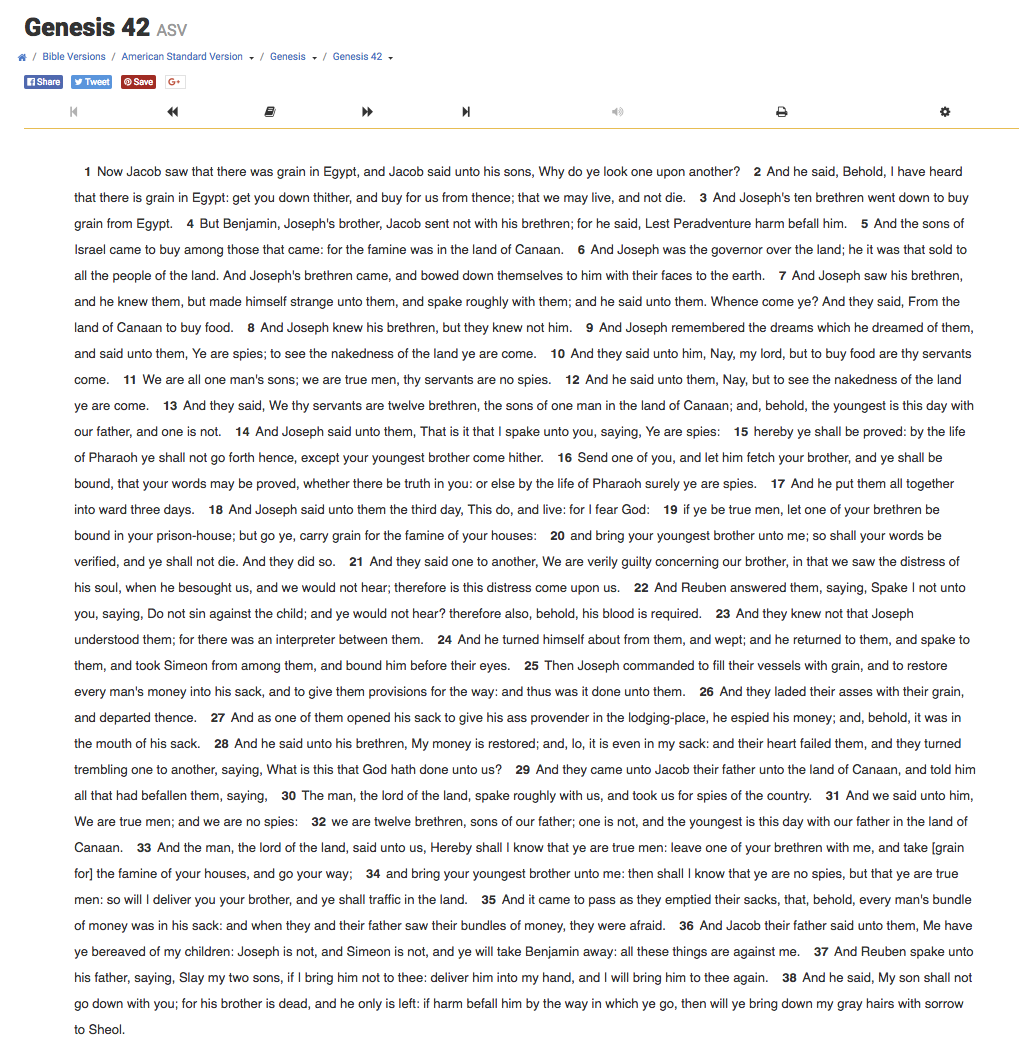 Genesis 42 ASV
/ Bible Versions / American Standard Version / Genesis / Genesis 42
Share Tweet Save G+
1 Now Jacob saw that there was grain in Egypt, and Jacob said unto his sons, Why do ye look one upon another? 2 And he said, Behold, I have heard
that there is grain in Egypt: get you down thither, and buy for us from thence; that we may live, and not die. 3 And Joseph's ten brethren went down to buy
grain from Egypt. 4 But Benjamin, Joseph's brother, Jacob sent not with his brethren; for he said, Lest Peradventure harm befall him. 5 And the sons of
Israel came to buy among those that came: for the famine was in the land of Canaan. 6 And Joseph was the governor over the land; he it was that sold to
all the people of the land. And Joseph's brethren came, and bowed down themselves to him with their faces to the earth. 7 And Joseph saw his brethren,
and he knew them, but made himself strange unto them, and spake roughly with them; and he said unto them. Whence come ye? And they said, From the
land of Canaan to buy food. 8 And Joseph knew his brethren, but they knew not him. 9 And Joseph remembered the dreams which he dreamed of them,
and said unto them, Ye are spies; to see the nakedness of the land ye are come. 10 And they said unto him, Nay, my lord, but to buy food are thy servants
come. 11 We are all one man's sons; we are true men, thy servants are no spies. 12 And he said unto them, Nay, but to see the nakedness of the land
ye are come. 13 And they said, We thy servants are twelve brethren, the sons of one man in the land of Canaan; and, behold, the youngest is this day with
our father, and one is not. 14 And Joseph said unto them, That is it that I spake unto you, saying, Ye are spies: 15 hereby ye shall be proved: by the life
of Pharaoh ye shall not go forth hence, except your youngest brother come hither. 16 Send one of you, and let him fetch your brother, and ye shall be
bound, that your words may be proved, whether there be truth in you: or else by the life of Pharaoh surely ye are spies. 17 And he put them all together
into ward three days. 18 And Joseph said unto them the third day, This do, and live: for I fear God: 19 if ye be true men, let one of your brethren be
bound in your prison-house; but go ye, carry grain for the famine of your houses: 20 and bring your youngest brother unto me; so shall your words be
verified, and ye shall not die. And they did so. 21 And they said one to another, We are verily guilty concerning our brother, in that we saw the distress of
his soul, when he besought us, and we would not hear; therefore is this distress come upon us. 22 And Reuben answered them, saying, Spake I not unto
you, saying, Do not sin against the child; and ye would not hear? therefore also, behold, his blood is required. 23 And they knew not that Joseph
understood them; for there was an interpreter between them. 24 And he turned himself about from them, and wept; and he returned to them, and spake to
them, and took Simeon from among them, and bound him before their eyes. 25 Then Joseph commanded to fill their vessels with grain, and to restore
every man's money into his sack, and to give them provisions for the way: and thus was it done unto them. 26 And they laded their asses with their grain,
and departed thence. 27 And as one of them opened his sack to give his ass provender in the lodging-place, he espied his money; and, behold, it was in
the mouth of his sack. 28 And he said unto his brethren, My money is restored; and, lo, it is even in my sack: and their heart failed them, and they turned
trembling one to another, saying, What is this that God hath done unto us? 29 And they came unto Jacob their father unto the land of Canaan, and told him
all that had befallen them, saying, 30 The man, the lord of the land, spake roughly with us, and took us for spies of the country. 31 And we said unto him,
We are true men; and we are no spies: 32 we are twelve brethren, sons of our father; one is not, and the youngest is this day with our father in the land of
Canaan. 33 And the man, the lord of the land, said unto us, Hereby shall I know that ye are true men: leave one of your brethren with me, and take [grain
for] the famine of your houses, and go your way; 34 and bring your youngest brother unto me: then shall I know that ye are no spies, but that ye are true
men: so will I deliver you your brother, and ye shall traffic in the land. 35 And it came to pass as they emptied their sacks, that, behold, every man's bundle
of money was in his sack: and when they and their father saw their bundles of money, they were afraid. 36 And Jacob their father said unto them, Me have
ye bereaved of my children: Joseph is not, and Simeon is not, and ye will take Benjamin away: all these things are against me. 37 And Reuben spake unto
his father, saying, Slay my two sons, if I bring him not to thee: deliver him into my hand, and I will bring him to thee again. 38 And he said, My son shall not
go down with you; for his brother is dead, and he only is left: if harm befall him by the way in which ye go, then will ye bring down my gray hairs with sorrow
to Sheol.